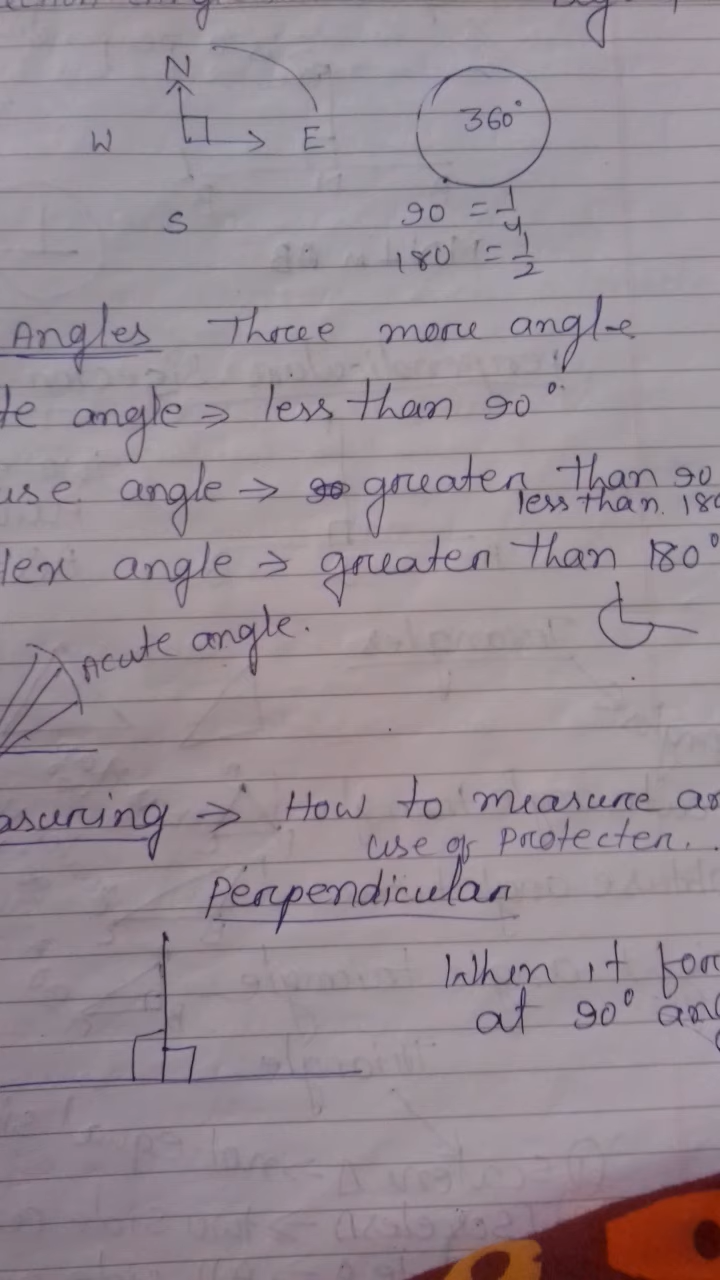 N
W E
S
360°
90 = 1/4
180 = 1/2
Angles Three more angle
te angle => less than 90°
use angle -> greater than 90
less than 180
lex angle => greater than 180°
Acute angle.
asuring -> How to measure an
use of Protecter.
Perpendicular
When it for
at 90° ang